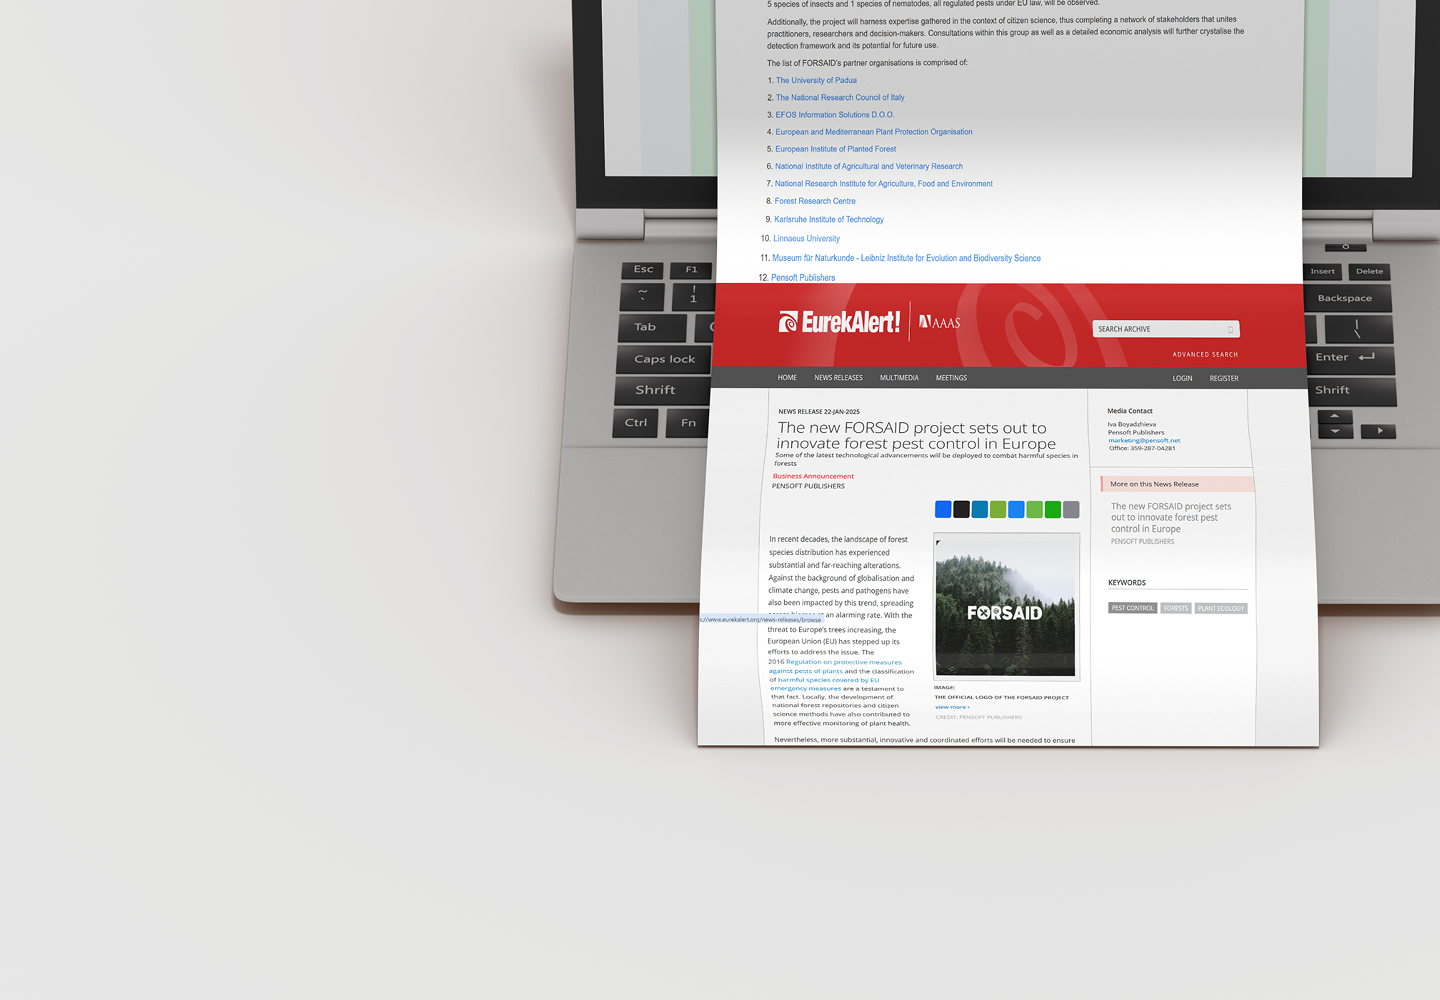 5 species of insects and 1 species of nematodes, all regulated pests under EU law, will be observed.
Additionally, the project will harness expertise gathered in the context of citizen science, thus completing a network of stakeholders that unites
practitioners, researchers and decision-makers. Consultations within this group as well as a detailed economic analysis will further crystalise the
detection framework and its potential for future use.
The list of FORSAID's partner organisations is comprised of:
1. The University of Padua
2. The National Research Council of Italy
3. EFOS Information Solutions D.O.O.
4. European and Mediterranean Plant Protection Organisation
5. European Institute of Planted Forest
6. National Institute of Agricultural and Veterinary Research
7. National Research Institute for Agriculture, Food and Environment
8. Forest Research Centre
9. Karlsruhe Institute of Technology
10. Linnaeus University
11. Museum für Naturkunde - Leibniz Institute for Evolution and Biodiversity Science
12. Pensoft Publishers
EurekAlert! AAAS
SEARCH ARCHIVE
ADVANCED SEARCH
HOME NEWS RELEASES MULTIMEDIA MEETINGS LOGIN REGISTER
NEWS RELEASE 22-JAN-2025
The new FORSAID project sets out to
innovate forest pest control in Europe
Some of the latest technological advancements will be deployed to combat harmful species in
forests
Business Announcement
PENSOFT PUBLISHERS
In recent decades, the landscape of forest
species distribution has experienced
substantial and far-reaching alterations.
Against the background of globalisation and
climate change, pests and pathogens have
also been impacted by this trend, spreading
an alarming rate. With the
s://www.eurekalert.org/news-releases/browse
threat to Europe's trees increasing, the
European Union (EU) has stepped up its
efforts to address the issue. The
2016 Regulation on protective measures
against pests of plants and the classification
of harmful species covered by EU
emergency measures are a testament to
that fact. Locally, the development of
national forest repositories and citizen
science methods have also contributed to
more effective monitoring of plant health.
Nevertheless, more substantial, innovative and coordinated efforts will be needed to ensure
FORSAID
IMAGE:
THE OFFICIAL LOGO OF THE FORSAID PROJECT
view more ›
CREDIT: PENSOFT PUBLISHERS
Media Contact
Iva Boyadzhieva
Pensoft Publishers
marketing@pensoft.net
Office: 359-287-04281
More on this News Release
The new FORSAID project sets
out to innovate forest pest
control in Europe
PENSOFT PUBLISHERS
KEYWORDS
PEST CONTROL FORESTS PLANT ECOLOGY
Esc F1
~ `
! 1
Tab
Caps lock
Shrift
Ctrl Fn
Insert Delete
Backspace
| \
Enter
Shrift